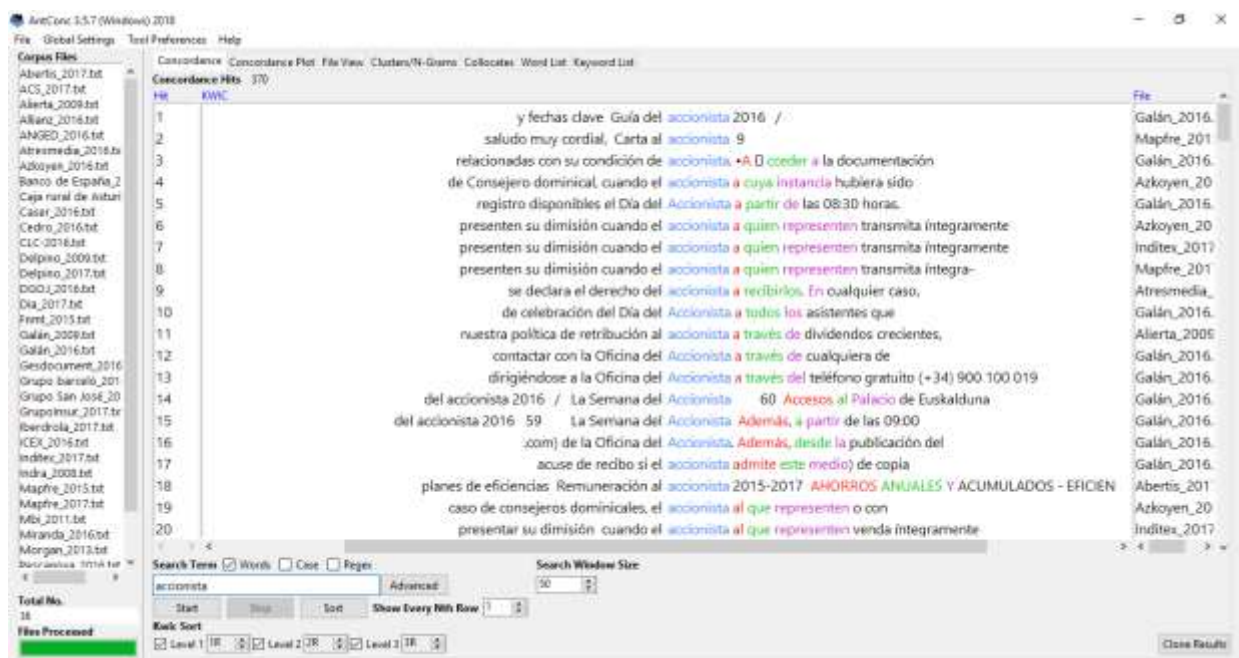 AntConc 3.5.7 (Windows) 2018
File Global Settings Tool Preferences Help
Corpus Files
Abertis_2017.txt
ACS_2017.txt
Alierta_2009.txt
Allianz_2016.txt
ANGED_2016.txt
Atresmedia_2016.tx
Azkoyen_2016.txt
Banco de España_2
Caja rural de Asturi
Caser_2016.txt
Cedro_2016.txt
CLC-2016.txt
Delpino_2009.txt
Delpino_2017.txt
DGOJ_2016.txt
Dia_2017.txt
Fnmt_2015.txt
Galán_2009.txt
Galán_2016.txt
Gesdocument_2016
Grupo barceló_201
Grupo San José_20
Grupoinsur_2017.tx
Iberdrola_2017.txt
ICEX_2016.txt
Inditex_2017.txt
Indra_2008.txt
Mapfre_2015.txt
Mapfre_2017.txt
Mbi_2011.txt
Miranda_2016.txt
Morgan_2013.txt
Total No.
Files Processed
Concordance Concordance Plot File View Clusters/N-Grams Collocates Word List Keyword List
Concordance Hits 370
Hit KWIC File
1 y fechas clave Guía del accionista 2016 / Galán_2016.
2 saludo muy cordial, Carta al accionista 9 Mapfre_201
3 relacionadas con su condición de accionista. •A cceder a la documentación Galán_2016.
4 de Consejero dominical, cuando el accionista a cuya instancia hubiera sido Azkoyen_20
5 registro disponibles el Día del Accionista a partir de las 08:30 horas. Galán_2016.
6 presenten su dimisión cuando el accionista a quien representen transmita íntegramente Azkoyen_20
7 presenten su dimisión cuando el accionista a quien representen transmita íntegramente Inditex_2017
8 presenten su dimisión cuando el accionista a quien representen transmita íntegra- Mapfre_201
9 se declara el derecho del accionista a recibirlos. En cualquier caso, Atresmedia_
10 de celebración del Día del Accionista a todos los asistentes que Galán_2016.
11 nuestra política de retribución al accionista a través de dividendos crecientes, Alierta_2009
12 contactar con la Oficina del Accionista a través de cualquiera de Galán_2016.
13 dirigiéndose a la Oficina del Accionista a través del teléfono gratuito (+34) 900 100 019 Galán_2016.
14 del accionista 2016 / La Semana del Accionista 60 Accesos al Palacio de Euskalduna Galán_2016.
15 del accionista 2016 59 La Semana del Accionista Además, a partir de las 09:00 Galán_2016.
16 .com) de la Oficina del Accionista. Además, desde la publicación del Galán_2016.
17 acuse de recibo si el accionista admite este medio) de copia Galán_2016.
18 planes de eficiencias Remuneración al accionista 2015-2017 AHORROS ANUALES Y ACUMULADOS - EFICIEN Abertis_201
19 caso de consejeros dominicales, el accionista al que representen o con Azkoyen_20
20 presentar su dimisión cuando el accionista al que representen venda íntegramente Inditex_2017
Search Term Words Case Regex Search Window Size
accionista Advanced 50
Start Stop Sort Show Every Nth Row 1
Kwic Sort
Level 1 1R Level 2 2R Level 3 3R Clone Results